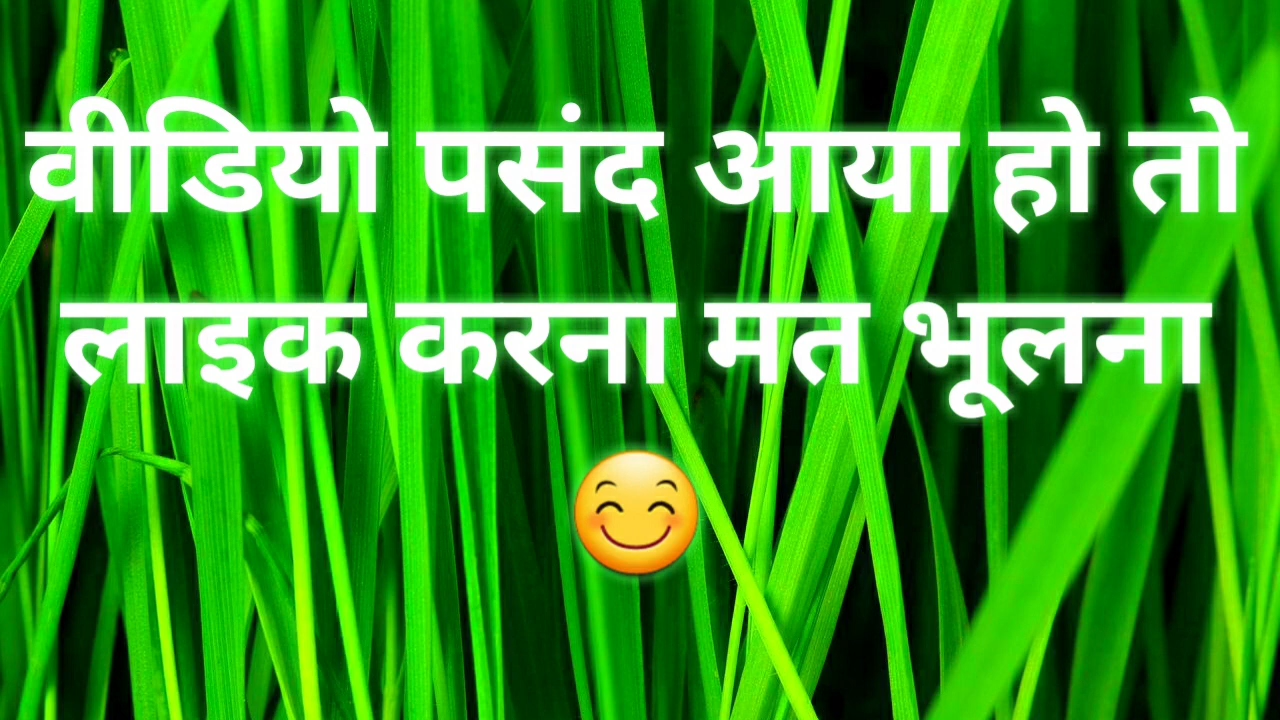 वीडियो पसंद आया हो तो
लाइक करना मत भूलना
😊